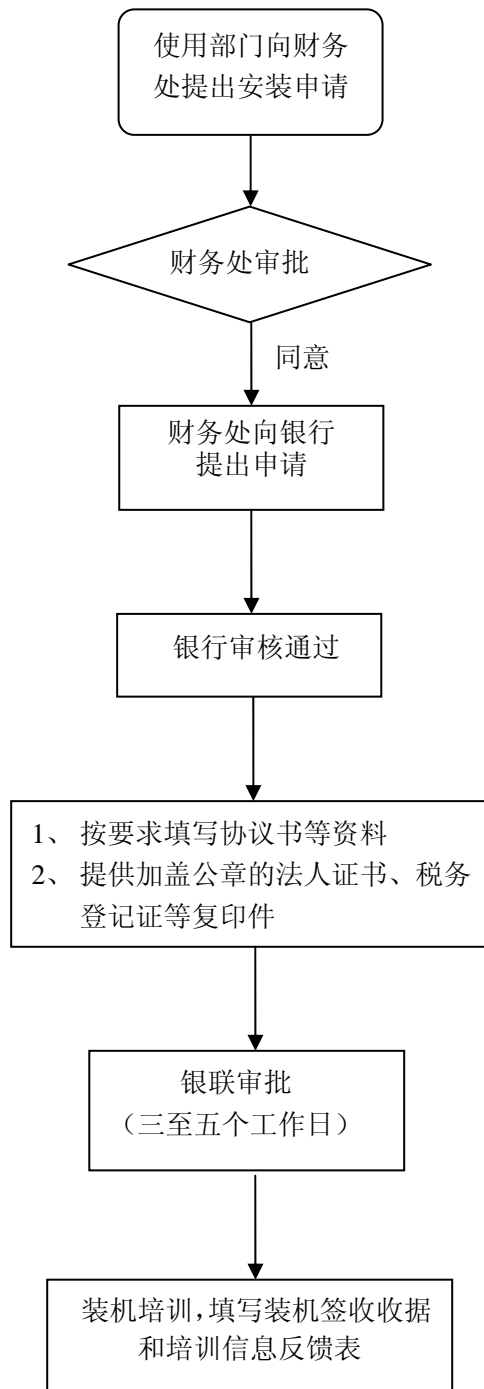 使用部门向财务
处提出安装申请
财务处审批
同意
财务处向银行
提出申请
银行审核通过
1、 按要求填写协议书等资料
2、 提供加盖公章的法人证书、税务
登记证等复印件
银联审批
（三至五个工作日）
装机培训,填写装机签收收据
和培训信息反馈表